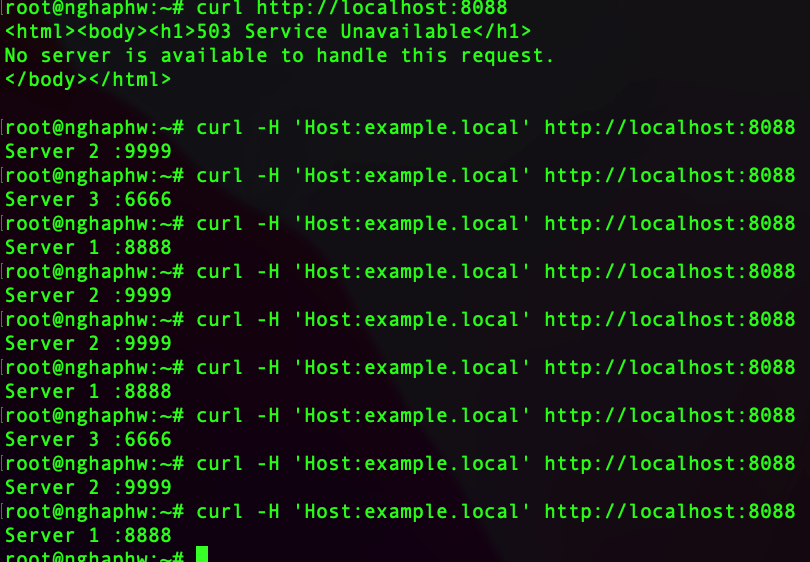 root@nghaphw:~# curl http://localhost:8088
<html><body><h1>503 Service Unavailable</h1>
No server is available to handle this request.
</body></html>
[root@nghaphw:~# curl -H 'Host:example.local' http://localhost:8088
Server 2 :9999
[root@nghaphw:~# curl -H 'Host:example.local' http://localhost:8088
Server 3 :6666
[root@nghaphw:~# curl -H 'Host:example.local' http://localhost:8088
Server 1 :8888
[root@nghaphw:~# curl -H 'Host:example.local' http://localhost:8088
Server 2 :9999
[root@nghaphw:~# curl -H 'Host:example.local' http://localhost:8088
Server 2 :9999
[root@nghaphw:~# curl -H 'Host:example.local' http://localhost:8088
Server 1 :8888
[root@nghaphw:~# curl -H 'Host:example.local' http://localhost:8088
Server 3 :6666
[root@nghaphw:~# curl -H 'Host:example.local' http://localhost:8088
Server 2 :9999
[root@nghaphw:~# curl -H 'Host:example.local' http://localhost:8088
Server 1 :8888
root@nghaphw:~#